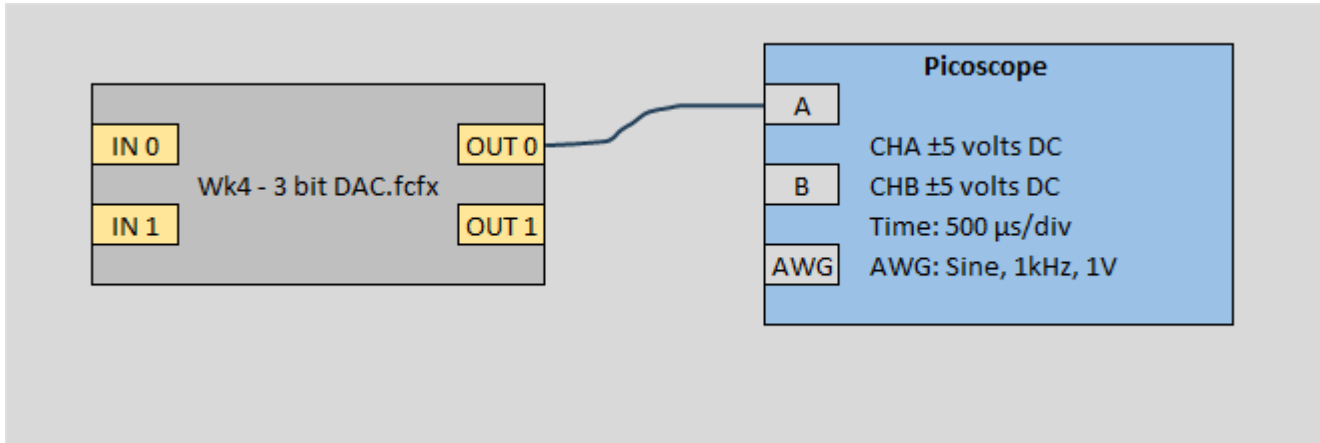 Picoscope
A
IN 0
OUT 0
CHA ±5 volts DC
Wk4 - 3 bit DAC.fcfx
B
CHB ±5 volts DC
IN 1
OUT 1
Time: 500 µs/div
AWG
AWG: Sine, 1kHz, 1V